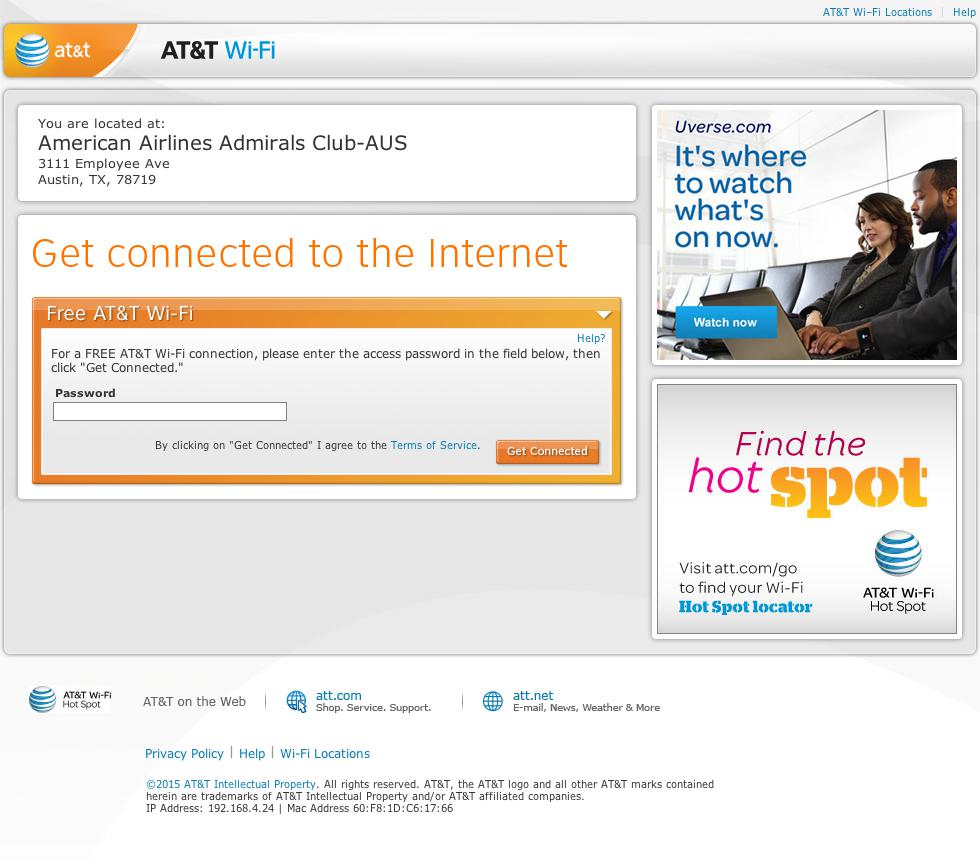 AT&T Wi-Fi Locations | Help
at&t AT&T Wi-Fi
You are located at:
American Airlines Admirals Club-AUS
3111 Employee Ave
Austin, TX, 78719
Get connected to the Internet
Free AT&T Wi-Fi
Help?
For a FREE AT&T Wi-Fi connection, please enter the access password in the field below, then
click "Get Connected."
Password
By clicking on "Get Connected" I agree to the Terms of Service.
Get Connected
Uverse.com
It's where
to watch
what's
on now.
Watch now
Find the
hot spot
Visit att.com/go
to find your Wi-Fi
Hot Spot locator
AT&T Wi-Fi
Hot Spot
AT&T Wi-Fi
Hot Spot
AT&T on the Web
att.com
Shop. Service. Support.
att.net
E-mail, News, Weather & More
Privacy Policy | Help | Wi-Fi Locations
©2015 AT&T Intellectual Property. All rights reserved. AT&T, the AT&T logo and all other AT&T marks contained
herein are trademarks of AT&T Intellectual Property and/or AT&T affiliated companies.
IP Address: 192.168.4.24 | Mac Address 60:F8:1D:C6:17:66